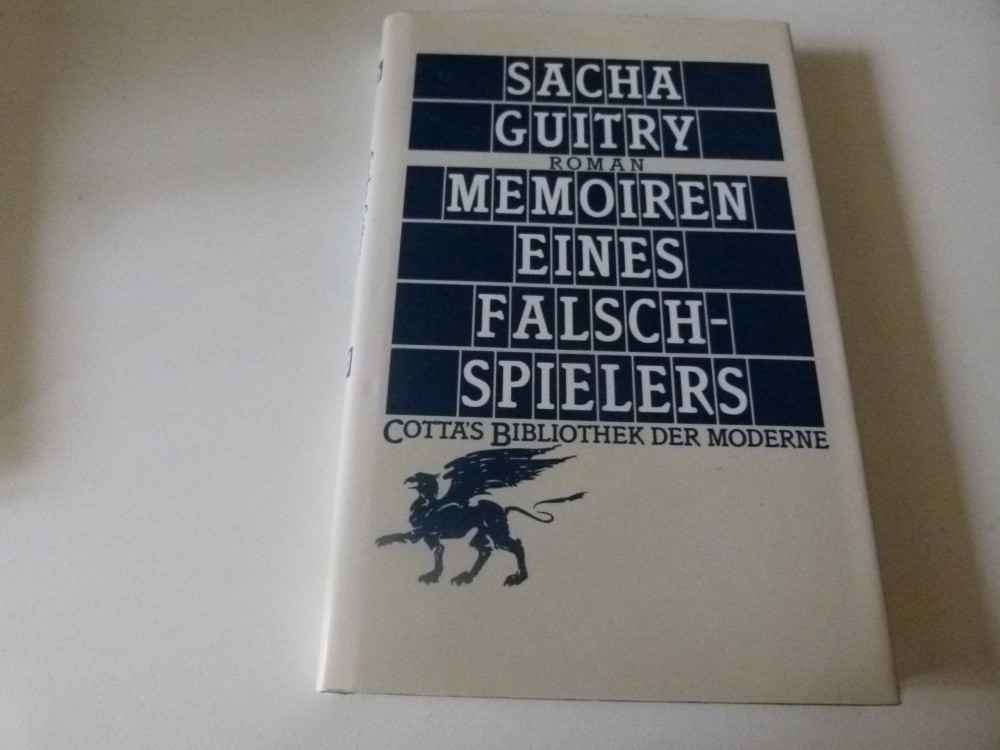 SACHA
GUITRY
ROMAN
MEMOIREN
EINES
FALSCH-
SPIELERS
COTTA'S BIBLIOTHEK DER MODERNE